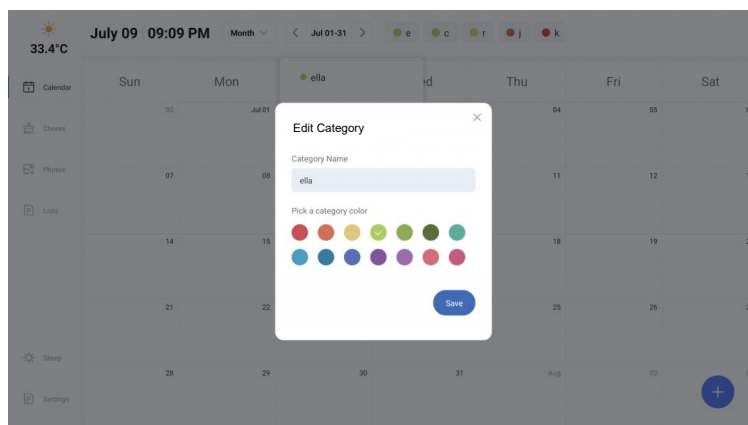 33.4°C
July 09 09:09 PM
Month
Jul 01-31
e
c
r
j
k
Calendar
Chores
Photos
Lists
Sleep
Settings
Sun
Mon
ed
Thu
Fri
Sat
ella
30
Jul 01
04
05
07
08
11
12
14
15
18
19
21
22
25
26
28
29
30
31
Aug
02
Edit Category
Category Name
ella
Pick a category color
Save